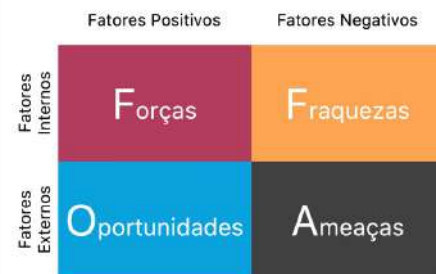 Fatores Positivos
Fatores Negativos
Fatores
Internos
Forças
Fraquezas
Fatores
Externos
Oportunidades
Ameaças